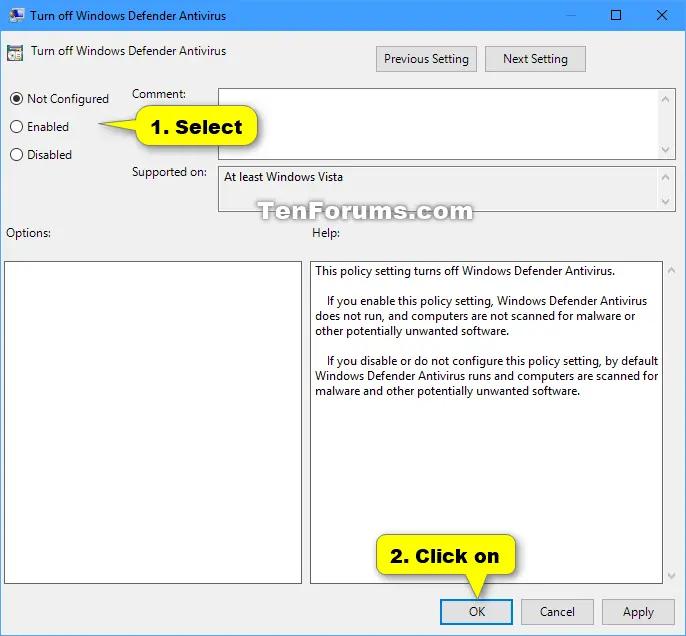 Turn off Windows Defender Antivirus
Turn off Windows Defender Antivirus
Previous Setting
Next Setting
Not Configured
Comment:
Enabled
1. Select
Disabled
Supported on:
At least Windows Vista
TenForums.com
Options:
Help:
This policy setting turns off Windows Defender Antivirus.
If you enable this policy setting, Windows Defender Antivirus
does not run, and computers are not scanned for malware or
other potentially unwanted software.
If you disable or do not configure this policy setting, by default
Windows Defender Antivirus runs and computers are scanned for
malware and other potentially unwanted software.
2. Click on
OK
Cancel
Apply